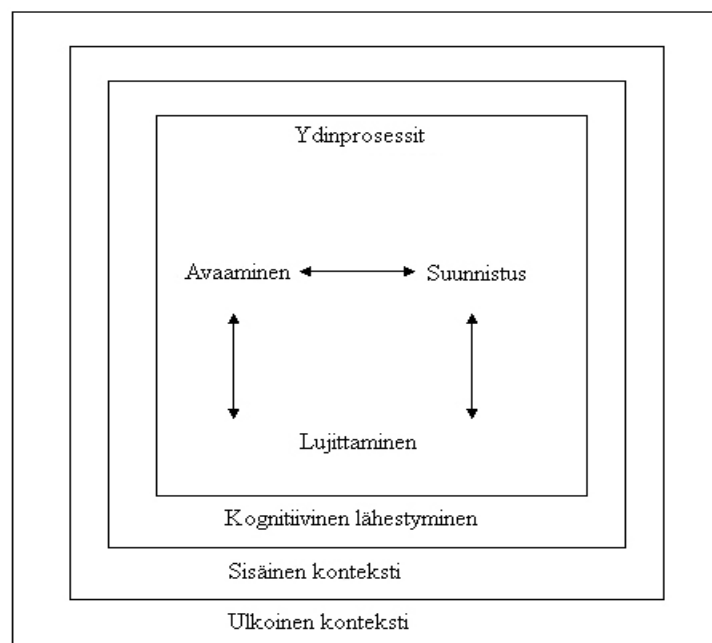 Ydinprosessit
Avaaminen
Suunnistus
Lujittaminen
Kognitiivinen lähestyminen
Sisäinen konteksti
Ulkoinen konteksti